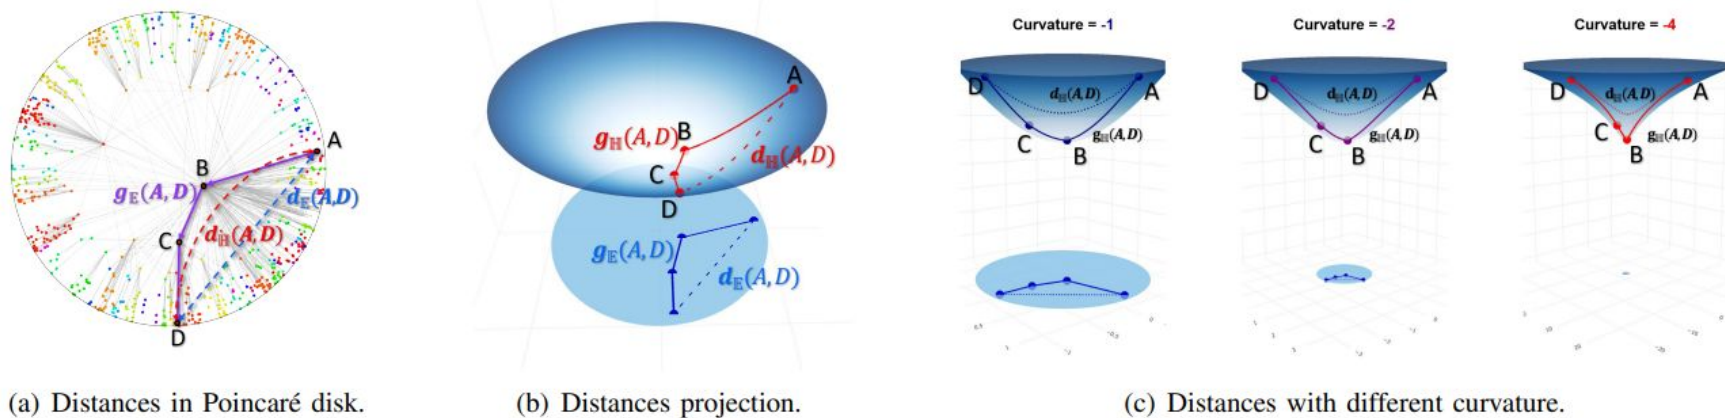 A
B
g𝔼(A, D)
d𝔼(A,D)
C
dℍ(A, D)
D
(a) Distances in Poincaré disk.
A
B
gℍ(A, D)
dℍ(A, D)
C
D
g𝔼(A, D)
d𝔼(A, D)
(b) Distances projection.
Curvature = -1
D
dℍ(A, D)
A
C
B
gℍ(A, D)
Curvature = -2
D
dℍ(A, D)
A
C
B
gℍ(A, D)
Curvature = -4
D
dℍ(A, D)
A
C
B
gℍ(A, D)
(c) Distances with different curvature.